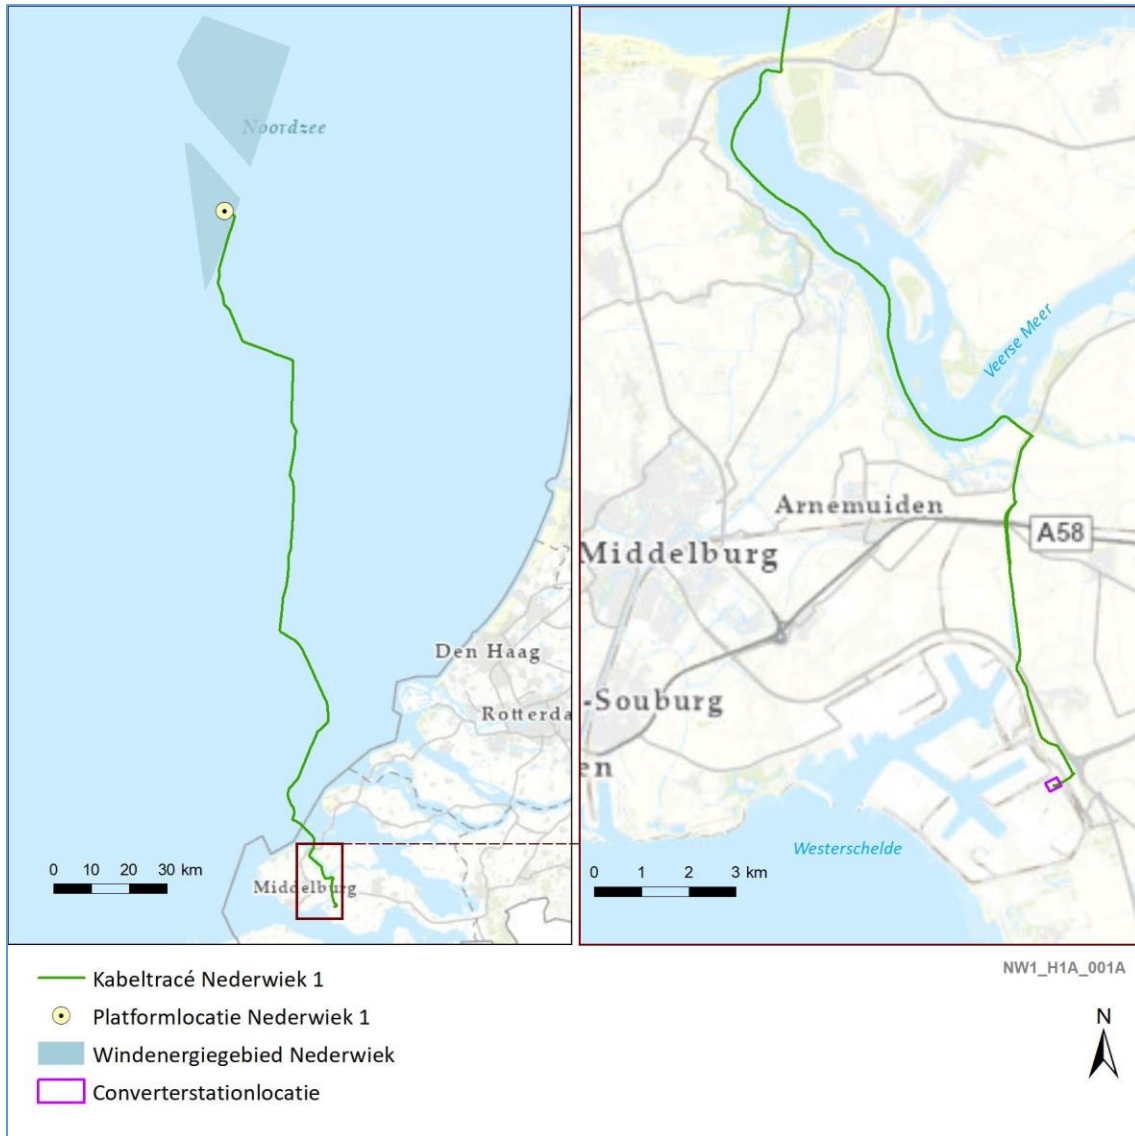 Noordzee
Den Haag
Rotterda
Middelburg
0 10 20 30 km
Veerse Meer
Arnemuiden
A58
Middelburg
-Souburg
en
Westerschelde
0 1 2 3 km
NW1_H1A_001A
N
Kabeltracé Nederwiek 1
Platformlocatie Nederwiek 1
Windenergiegebied Nederwiek
Converterstationlocatie